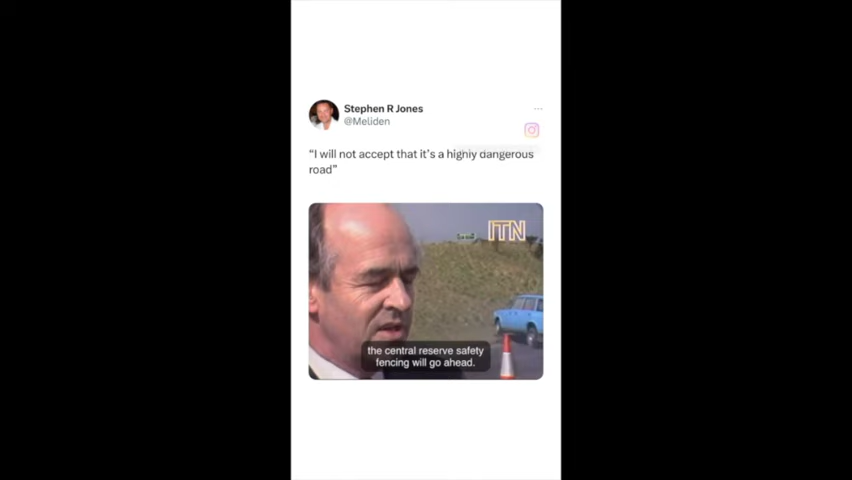 Stephen R Jones
@Meliden
“I will not accept that it’s a highly dangerous
road”
ITN
the central reserve safety
fencing will go ahead.